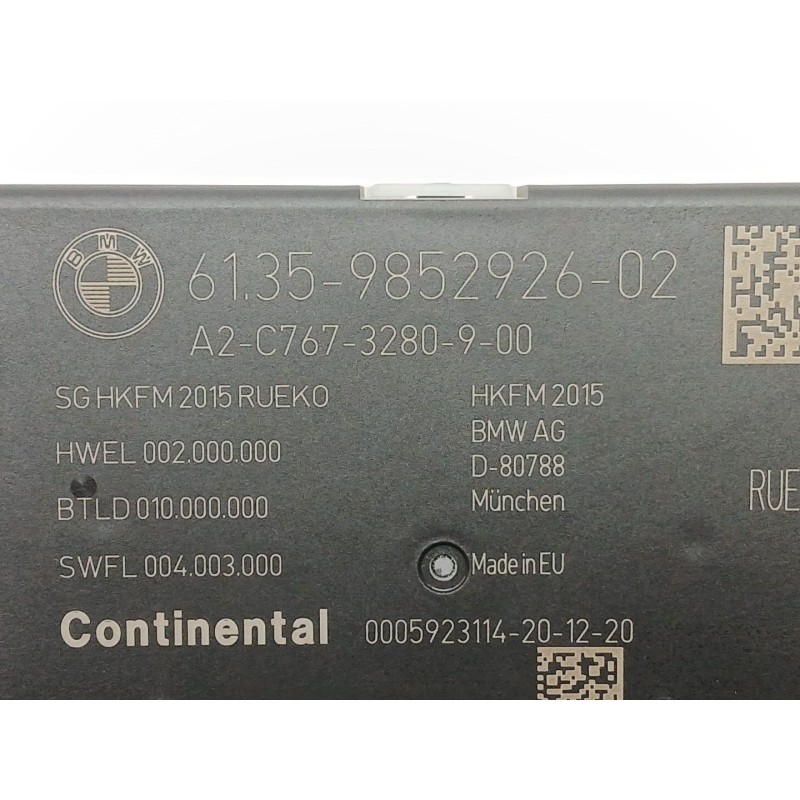 BMW
61.35-9852926-02
A2-C767-3280-9-00
SG HKFM 2015 RUEKO
HWEL 002.000.000
BTLD 010.000.000
SWFL 004.003.000
HKFM 2015
BMW AG
D-80788
München
Made in EU
RUE
Continental
0005923114-20-12-20